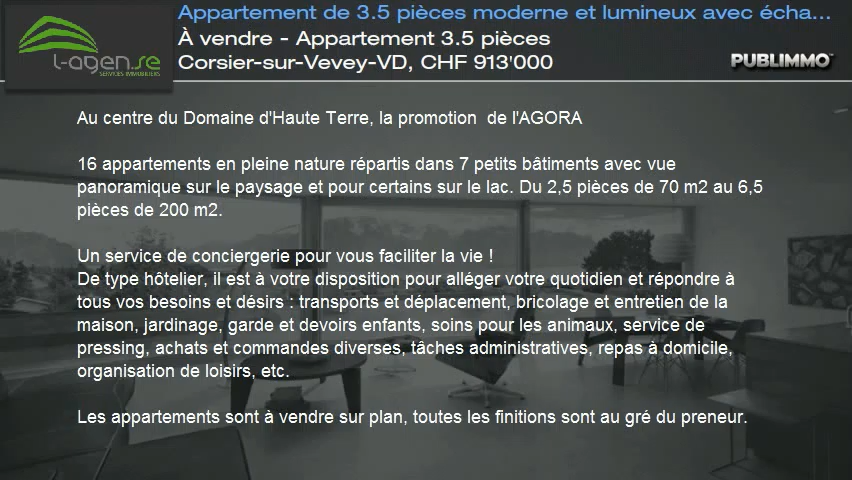 Appartement de 3.5 pièces moderne et lumineux avec écha...
À vendre - Appartement 3.5 pièces
Corsier-sur-Vevey-VD, CHF 913'000
L-agen.se
SERVICES IMMOBILIERS
PUBLIMMO
Au centre du Domaine d'Haute Terre, la promotion  de l'AGORA
16 appartements en pleine nature répartis dans 7 petits bâtiments avec vue
panoramique sur le paysage et pour certains sur le lac. Du 2,5 pièces de 70 m2 au 6,5
pièces de 200 m2.
Un service de conciergerie pour vous faciliter la vie !
De type hôtelier, il est à votre disposition pour alléger votre quotidien et répondre à
tous vos besoins et désirs : transports et déplacement, bricolage et entretien de la
maison, jardinage, garde et devoirs enfants, soins pour les animaux, service de
pressing, achats et commandes diverses, tâches administratives, repas à domicile,
organisation de loisirs, etc.
Les appartements sont à vendre sur plan, toutes les finitions sont au gré du preneur.